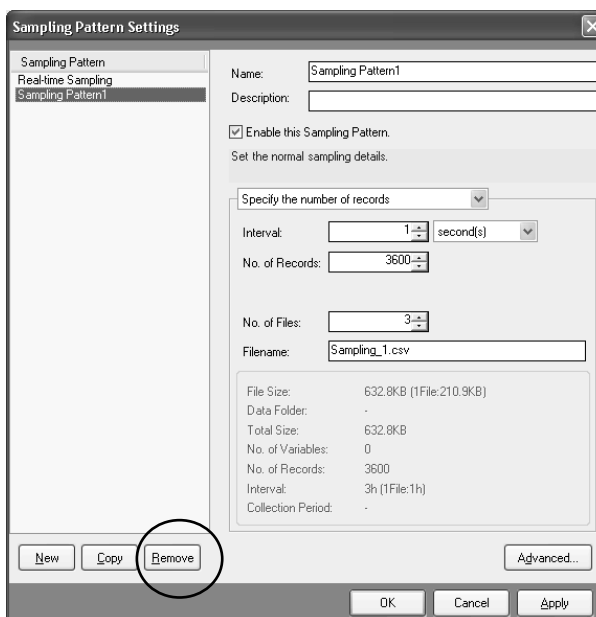 Sampling Pattern Settings
Sampling Pattern
Real-time Sampling
Sampling Pattern1
Name: Sampling Pattern1
Description:
Enable this Sampling Pattern.
Set the normal sampling details.
Specify the number of records
Interval: 1 second(s)
No. of Records: 3600
No. of Files: 3
Filename: Sampling_1.csv
File Size: 632.8KB (1File:210.9KB)
Data Folder: -
Total Size: 632.8KB
No. of Variables: 0
No. of Records: 3600
Interval: 3h (1File:1h)
Collection Period: -
New Copy Remove Advanced...
OK Cancel Apply